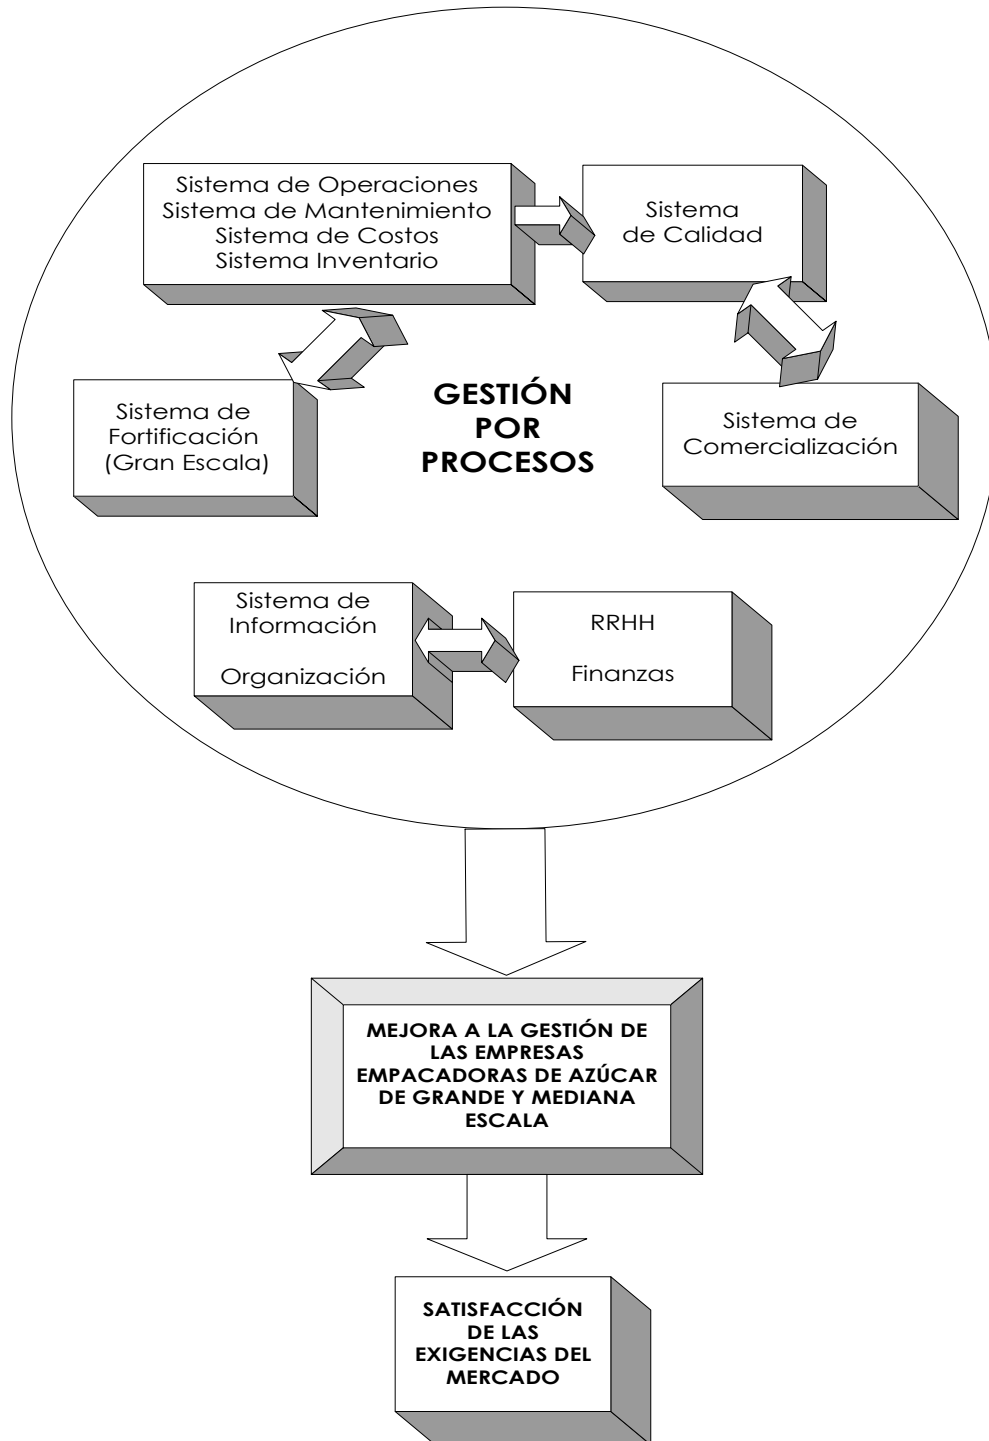 Sistema de Operaciones
Sistema de Mantenimiento
Sistema de Costos
Sistema Inventario
Sistema
de Calidad
Sistema de
Fortificación
(Gran Escala)
GESTIÓN
POR
PROCESOS
Sistema de
Comercialización
Sistema de
Información
Organización
RRHH
Finanzas
MEJORA A LA GESTIÓN DE
LAS EMPRESAS
EMPACADORAS DE AZÚCAR
DE GRANDE Y MEDIANA
ESCALA
SATISFACCIÓN
DE LAS
EXIGENCIAS DEL
MERCADO